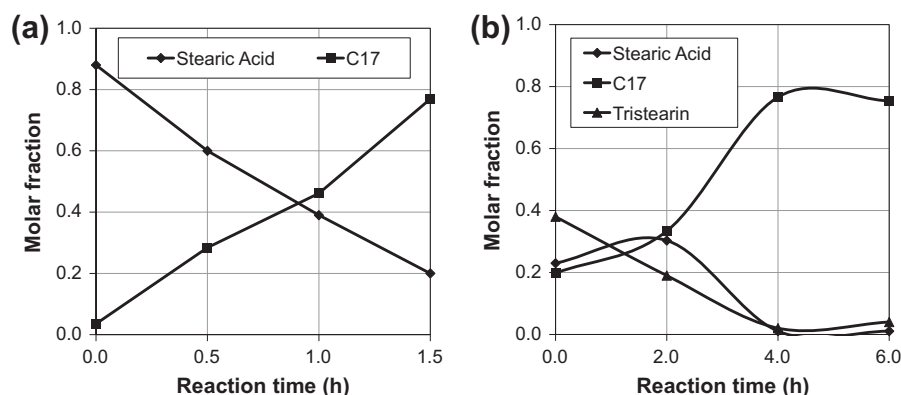 (a)
1.0
0.8
0.6
0.4
0.2
0.0
Molar fraction
Stearic Acid C17
0.0 0.5 1.0 1.5
Reaction time (h)
(b)
1.0
0.8
0.6
0.4
0.2
0.0
Molar fraction
Stearic Acid
C17
Tristearin
0.0 2.0 4.0 6.0
Reaction time (h)